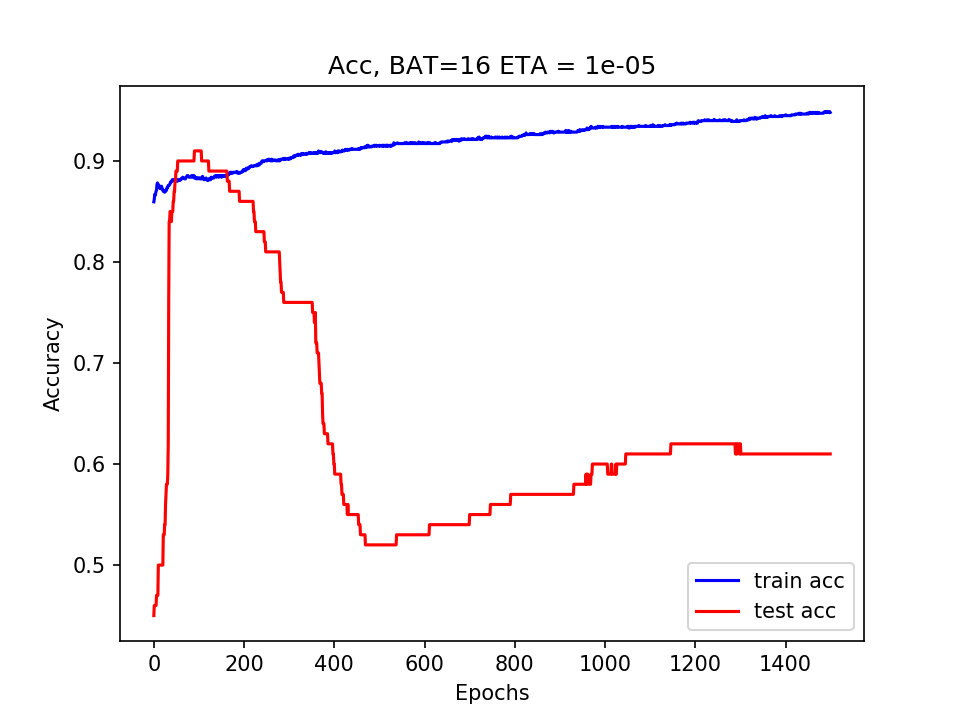 Acc, BAT=16 ETA = 1e-05
Accuracy
0.9
0.8
0.7
0.6
0.5
0 200 400 600 800 1000 1200 1400
Epochs
train acc
test acc